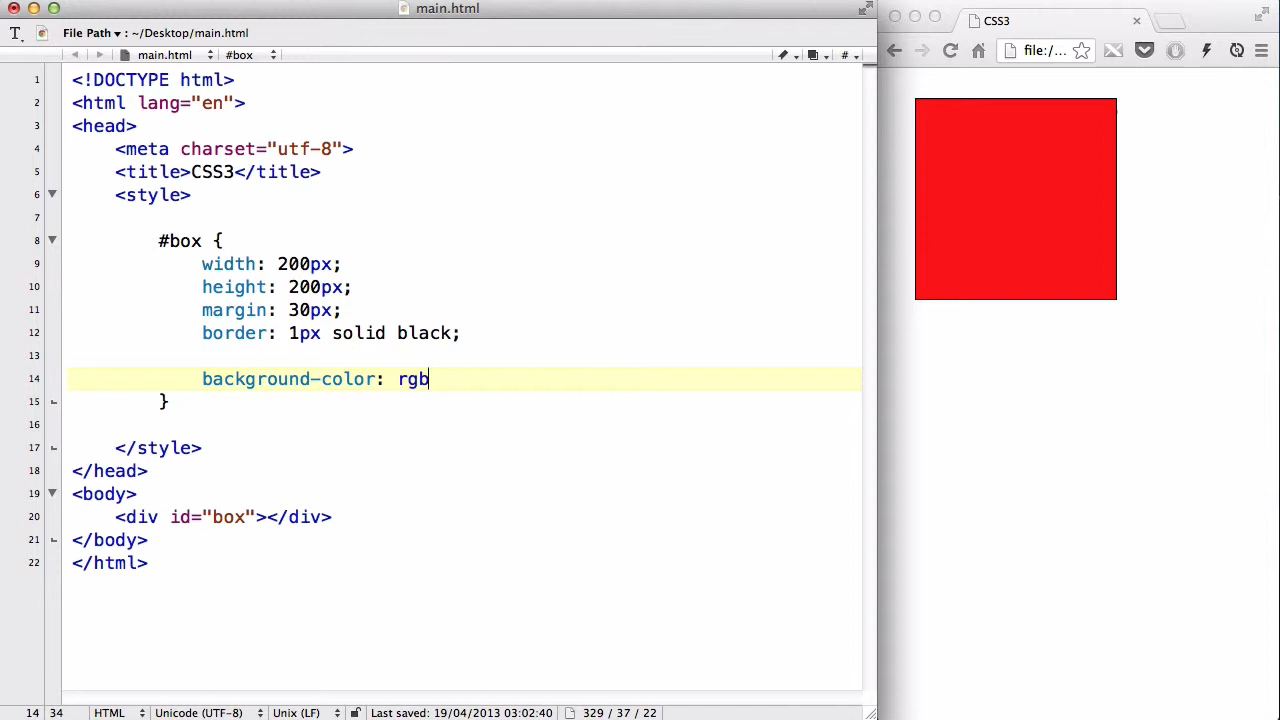 main.html
File Path ▾ : ~/Desktop/main.html
main.html #box #
1 <!DOCTYPE html>
2 <html lang="en">
3 <head>
4 <meta charset="utf-8">
5 <title>CSS3</title>
6 <style>
7
8 #box {
9 width: 200px;
10 height: 200px;
11 margin: 30px;
12 border: 1px solid black;
13
14 background-color: rgb
15 }
16
17 </style>
18 </head>
19 <body>
20 <div id="box"></div>
21 </body>
22 </html>
14 34 HTML Unicode (UTF-8) Unix (LF) Last saved: 19/04/2013 03:02:40 329 / 37 / 22
CSS3
file:/...